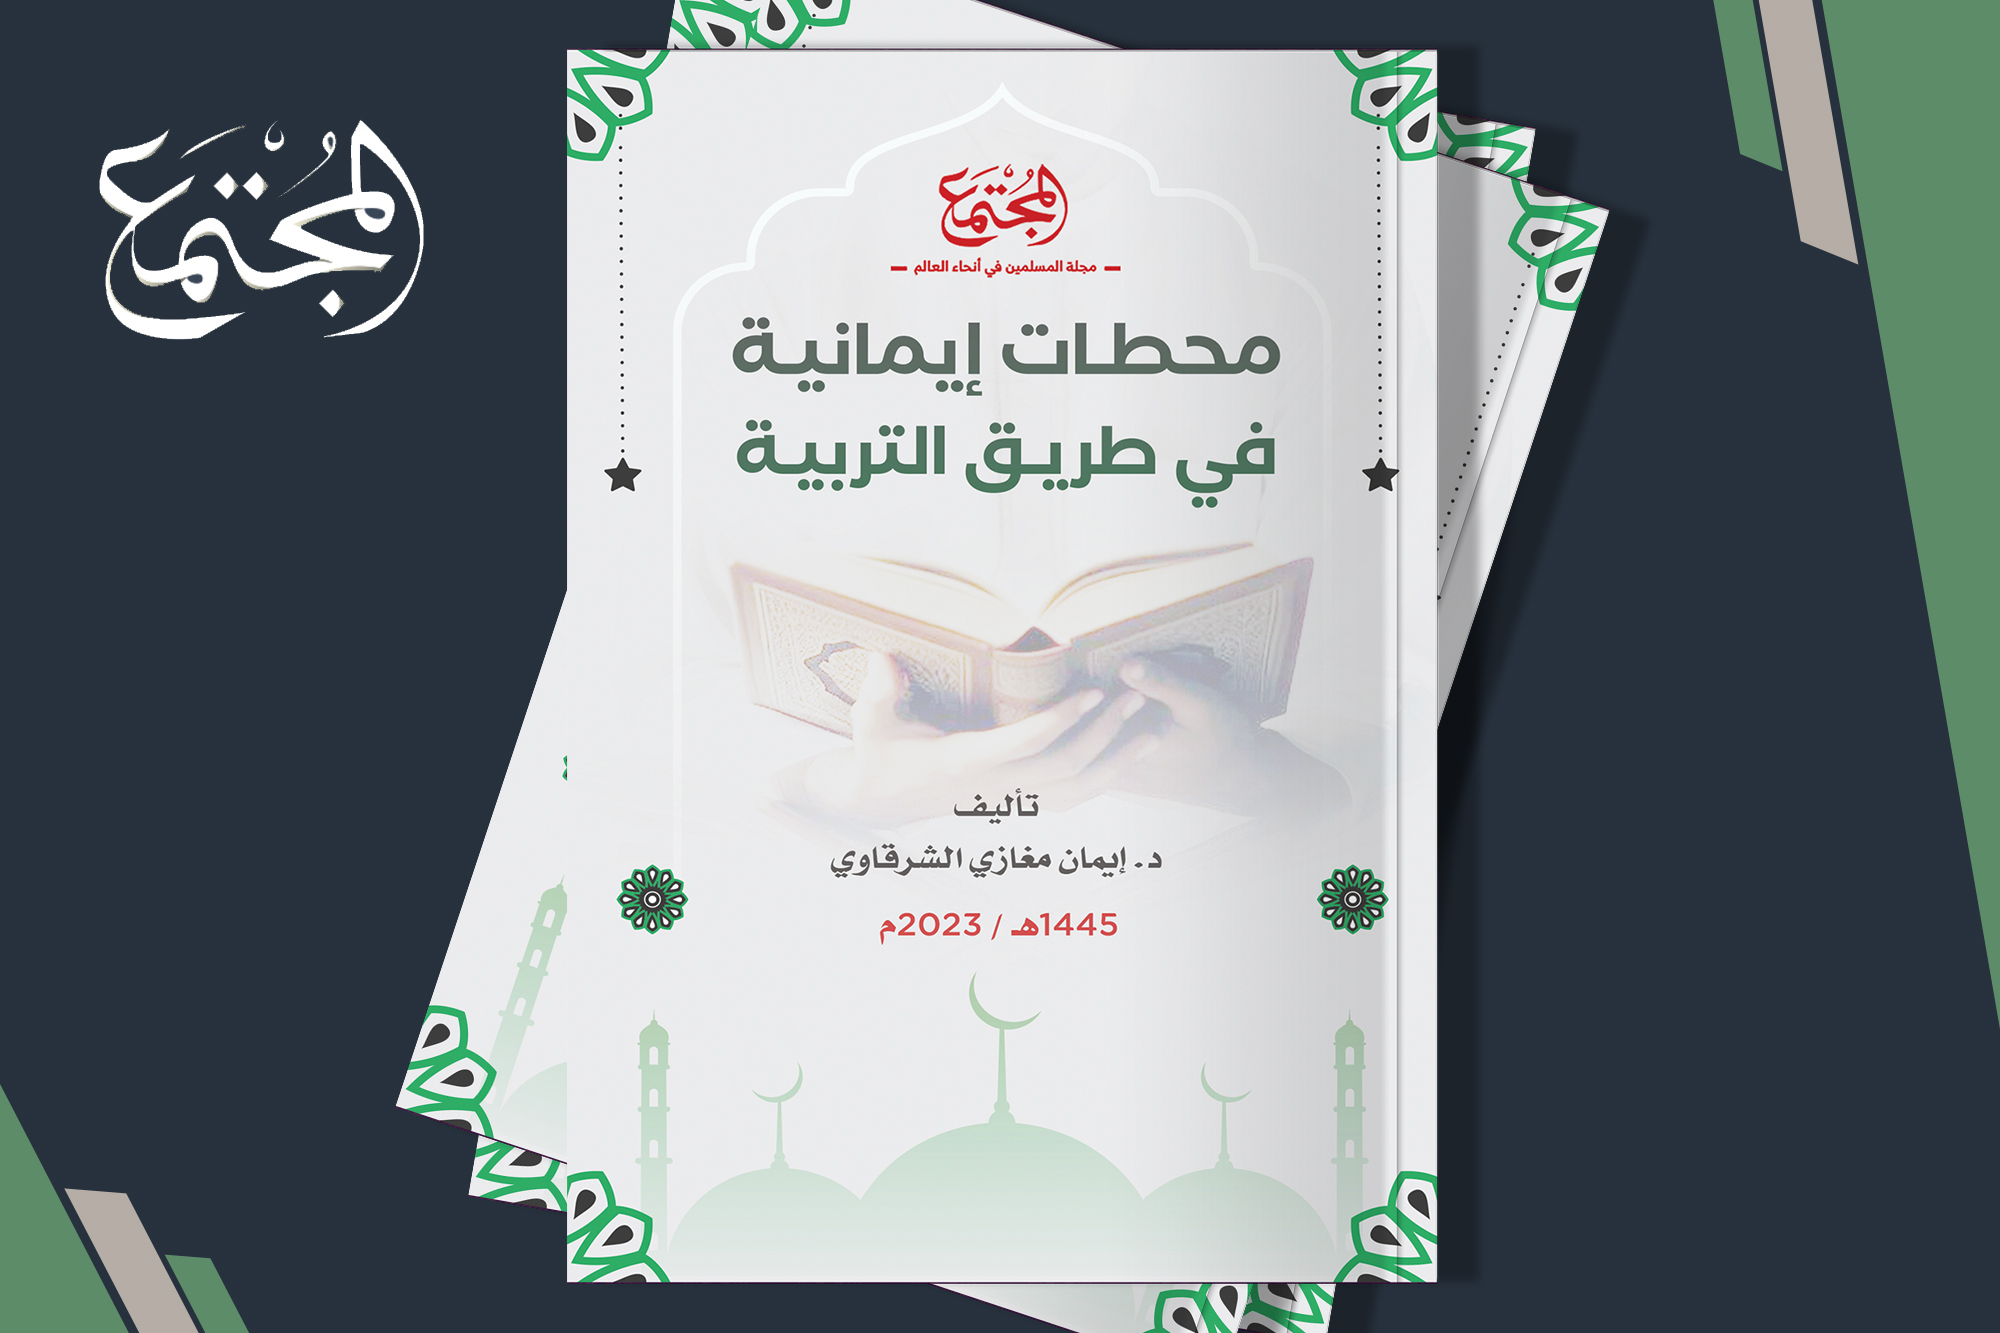 المجتمع
المجتمع
مجلة المسلمين في أنحاء العالم
محطات إيمانية
في طريق التربية
تأليف
د. إيمان مغازي الشرقاوي
1445هـ / 2023م